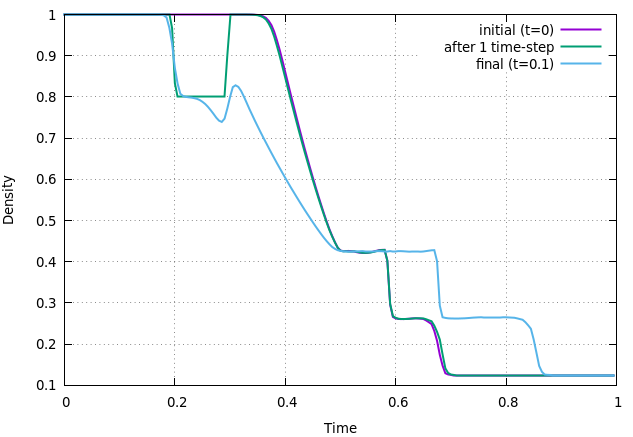 1
0.9
0.8
0.7
0.6
0.5
0.4
0.3
0.2
0.1
0 0.2 0.4 0.6 0.8 1
Density
Time
initial (t=0)
after 1 time-step
final (t=0.1)